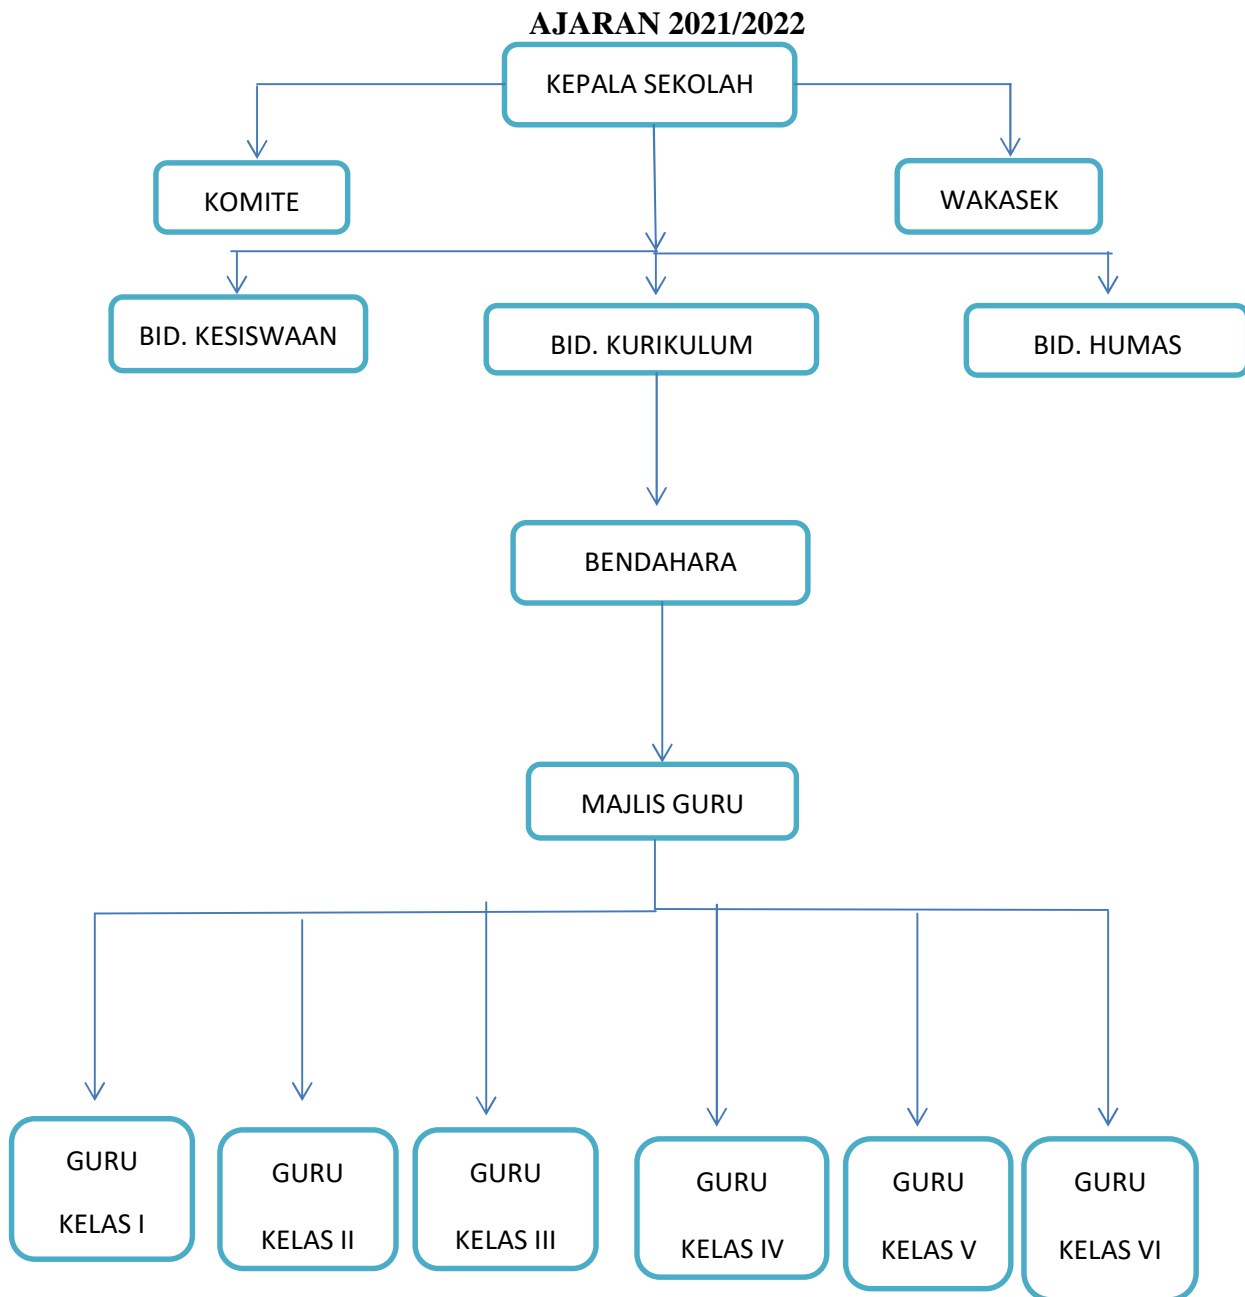 AJARAN 2021/2022
KEPALA SEKOLAH
KOMITE
WAKASEK
BID. KESISWAAN
BID. KURIKULUM
BID. HUMAS
BENDAHARA
MAJLIS GURU
GURU
KELAS I
GURU
KELAS II
GURU
KELAS III
GURU
KELAS IV
GURU
KELAS V
GURU
KELAS VI